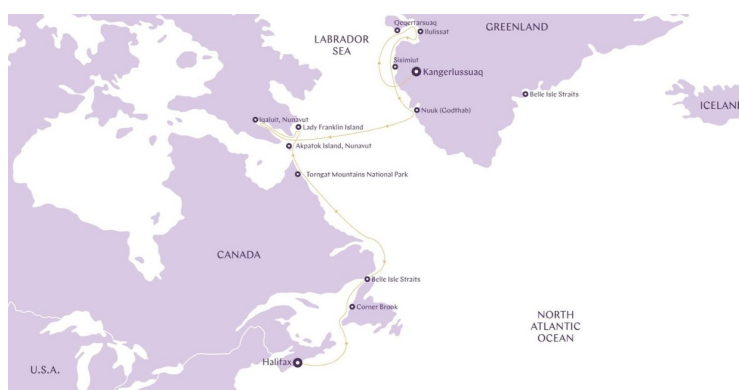 Qeqertarsuaq
GREENLAND
Ilulissat
LABRADOR
SEA
Sisimiut
Kangerlussuaq
Belle Isle Straits
ICELAND
Nuuk (Godthab)
Iqaluit, Nunavut
Lady Franklin Island
Akpatok Island, Nunavut
Torngat Mountains National Park
CANADA
Belle Isle Straits
Corner Brook
NORTH
ATLANTIC
OCEAN
Halifax
U.S.A.